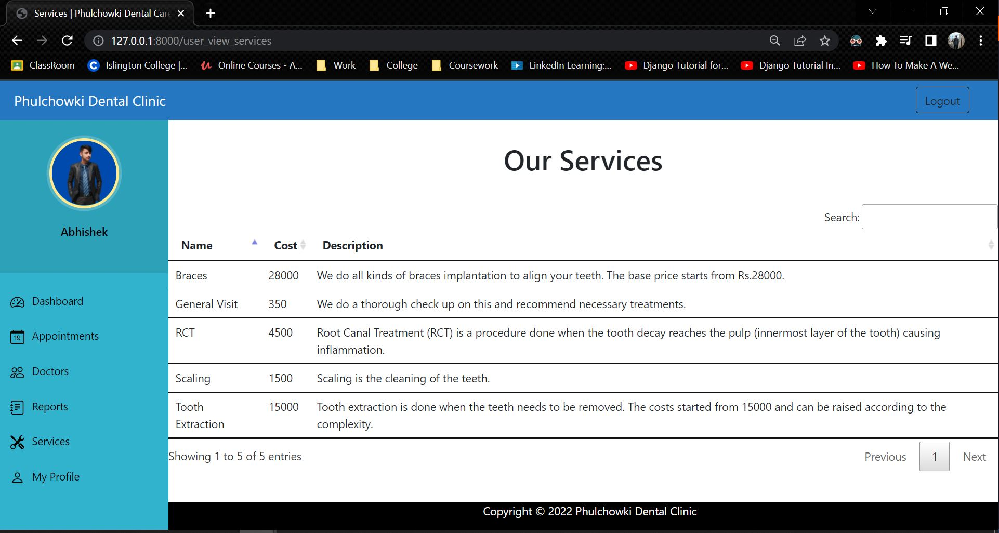 Services | Phulchowki Dental Care
127.0.0.1:8000/user_view_services
ClassRoom Islington College |... Online Courses - A... Work College Coursework LinkedIn Learning:... Django Tutorial for... Django Tutorial In... How To Make A We...
Phulchowki Dental Clinic Logout
Abhishek
19
Dashboard
Appointments
Doctors
Reports
Services
My Profile
Our Services
Search:
Name Cost Description
Braces 28000 We do all kinds of braces implantation to align your teeth. The base price starts from Rs.28000.
General Visit 350 We do a thorough check up on this and recommend necessary treatments.
RCT 4500 Root Canal Treatment (RCT) is a procedure done when the tooth decay reaches the pulp (innermost layer of the tooth) causing
inflammation.
Scaling 1500 Scaling is the cleaning of the teeth.
Tooth 15000 Tooth extraction is done when the teeth needs to be removed. The costs started from 15000 and can be raised according to the
Extraction complexity.
Showing 1 to 5 of 5 entries Previous 1 Next
Copyright © 2022 Phulchowki Dental Clinic